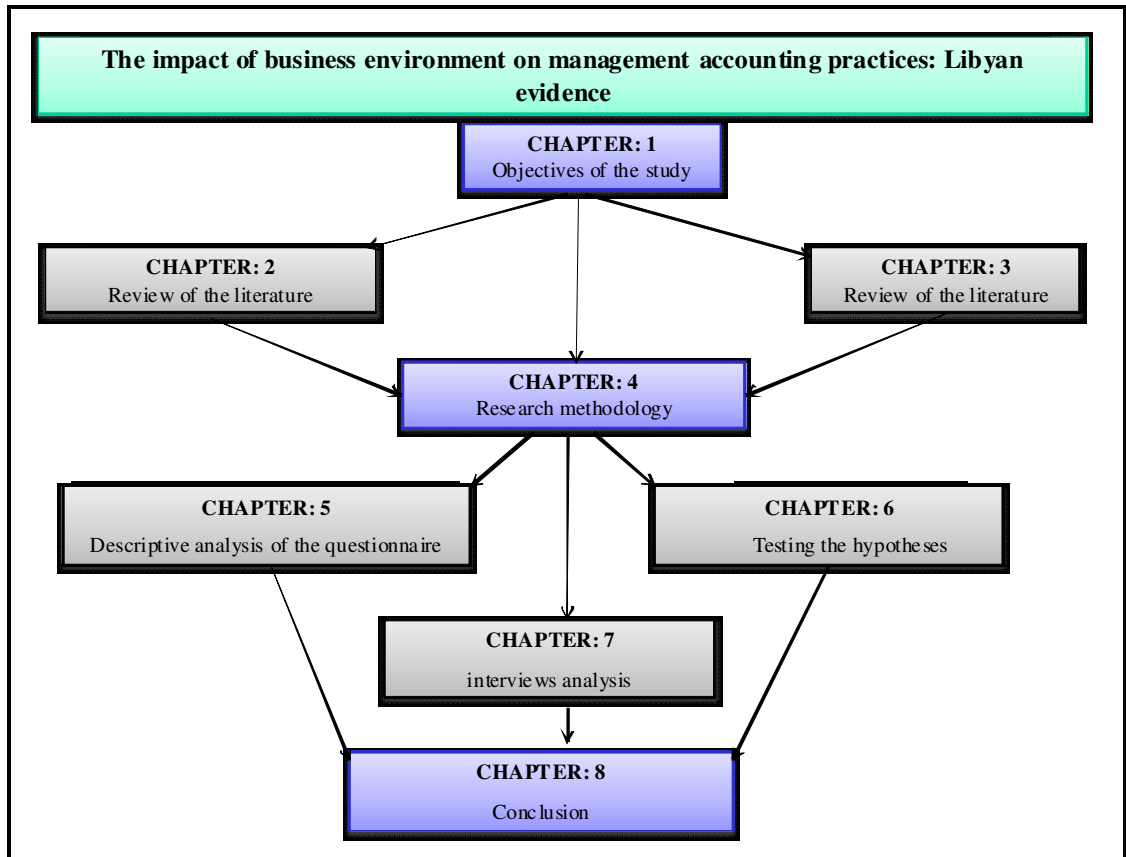 The impact of business environment on management accounting practices: Libyan
evidence
CHAPTER: 1
Objectives of the study
CHAPTER: 2
Review of the literature
CHAPTER: 3
Review of the literature
CHAPTER: 4
Research methodology
CHAPTER: 5
Descriptive analysis of the questionnaire
CHAPTER: 6
Testing the hypotheses
CHAPTER: 7
interviews analysis
CHAPTER: 8
Conclusion